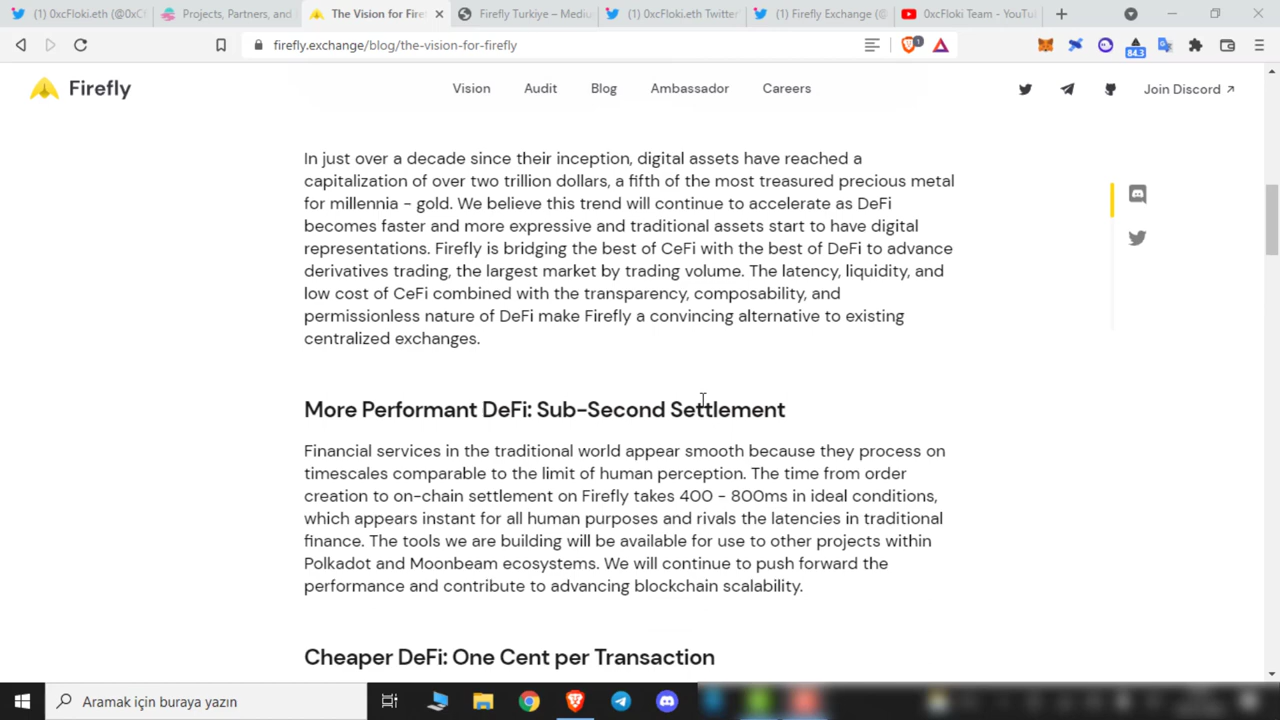 (1) 0xcFloki.eth (@0xC
Projects, Partners, and
The Vision for Firef
Firefly Turkiye – Mediu
(1) 0xcFloki.eth Twitter
(1) Firefly Exchange (@
0xcFloki Team - YouTu
firefly.exchange/blog/the-vision-for-firefly
1
84.3
Firefly
Vision
Audit
Blog
Ambassador
Careers
Join Discord ↗
In just over a decade since their inception, digital assets have reached a
capitalization of over two trillion dollars, a fifth of the most treasured precious metal
for millennia - gold. We believe this trend will continue to accelerate as DeFi
becomes faster and more expressive and traditional assets start to have digital
representations. Firefly is bridging the best of CeFi with the best of DeFi to advance
derivatives trading, the largest market by trading volume. The latency, liquidity, and
low cost of CeFi combined with the transparency, composability, and
permissionless nature of DeFi make Firefly a convincing alternative to existing
centralized exchanges.
More Performant DeFi: Sub-Second Settlement
Financial services in the traditional world appear smooth because they process on
timescales comparable to the limit of human perception. The time from order
creation to on-chain settlement on Firefly takes 400 - 800ms in ideal conditions,
which appears instant for all human purposes and rivals the latencies in traditional
finance. The tools we are building will be available for use to other projects within
Polkadot and Moonbeam ecosystems. We will continue to push forward the
performance and contribute to advancing blockchain scalability.
Cheaper DeFi: One Cent per Transaction
Aramak için buraya yazın